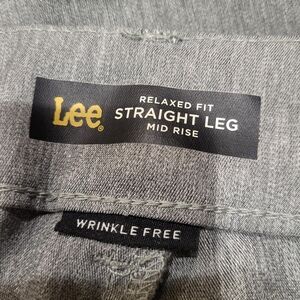 Lee®
RELAXED FIT
STRAIGHT LEG
MID RISE
WRINKLE FREE